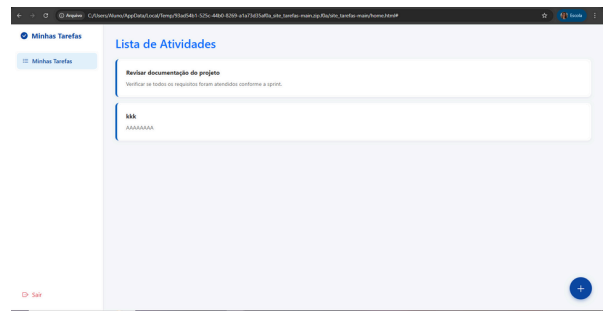 Arquivo C:/Users/Aluno/AppData/Local/Temp/93ad54b1-525c-44b0-8269-a1a73d35af0a_site_tarefas-main.zip.f0a/site_tarefas-main/home.html#
Escola
Minhas Tarefas
Minhas Tarefas
Lista de Atividades
Revisar documentação do projeto
Verificar se todos os requisitos foram atendidos conforme a sprint.
kkk
AAAAAAAA
Sair
+